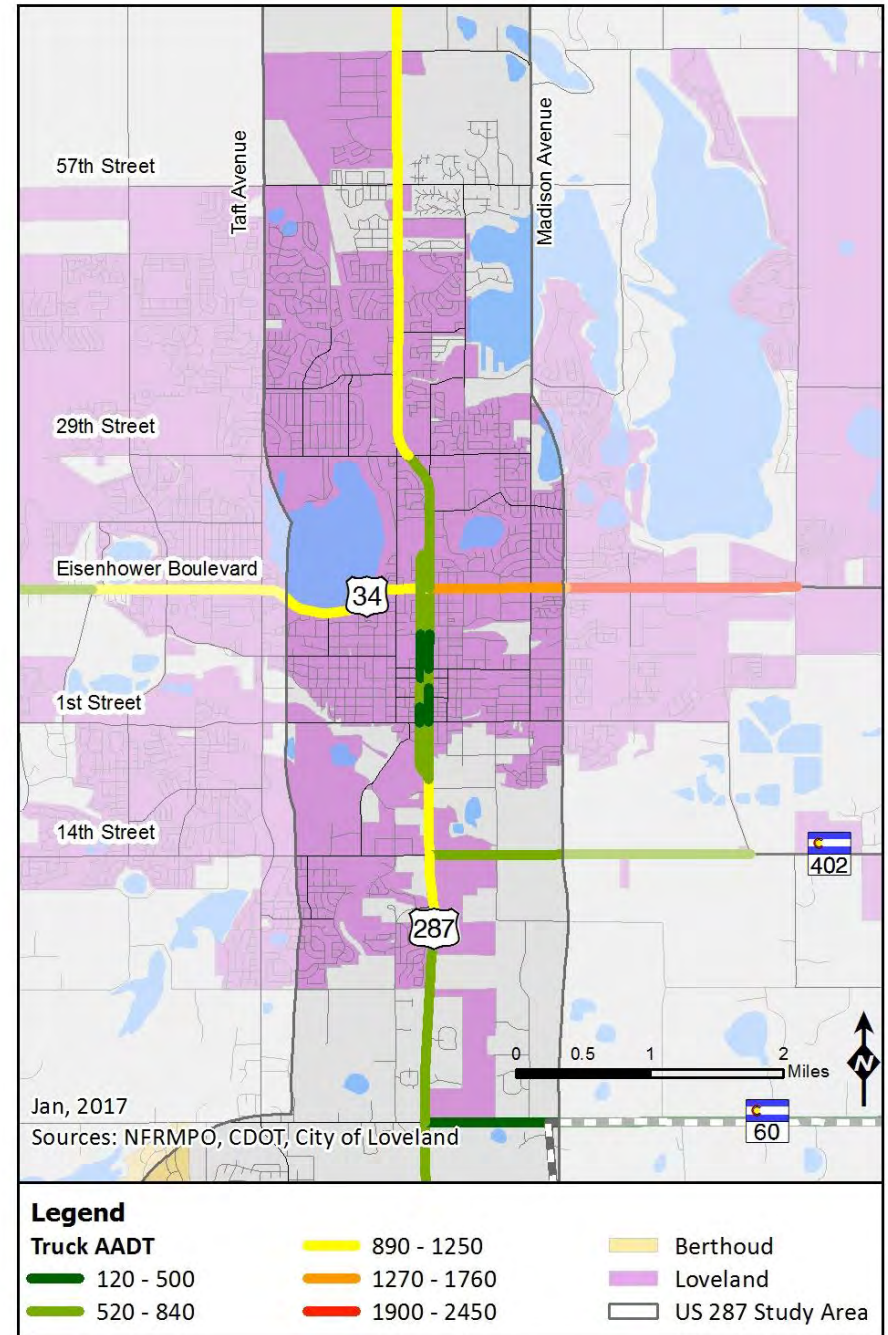 57th Street
Taft Avenue
Madison Avenue
29th Street
Eisenhower Boulevard
34
1st Street
14th Street
C
402
287
0 0.5 1 2
Miles
N
Jan, 2017
Sources: NFRMPO, CDOT, City of Loveland
C
60
Legend
Truck AADT
120 - 500
520 - 840
890 - 1250
1270 - 1760
1900 - 2450
Berthoud
Loveland
US 287 Study Area